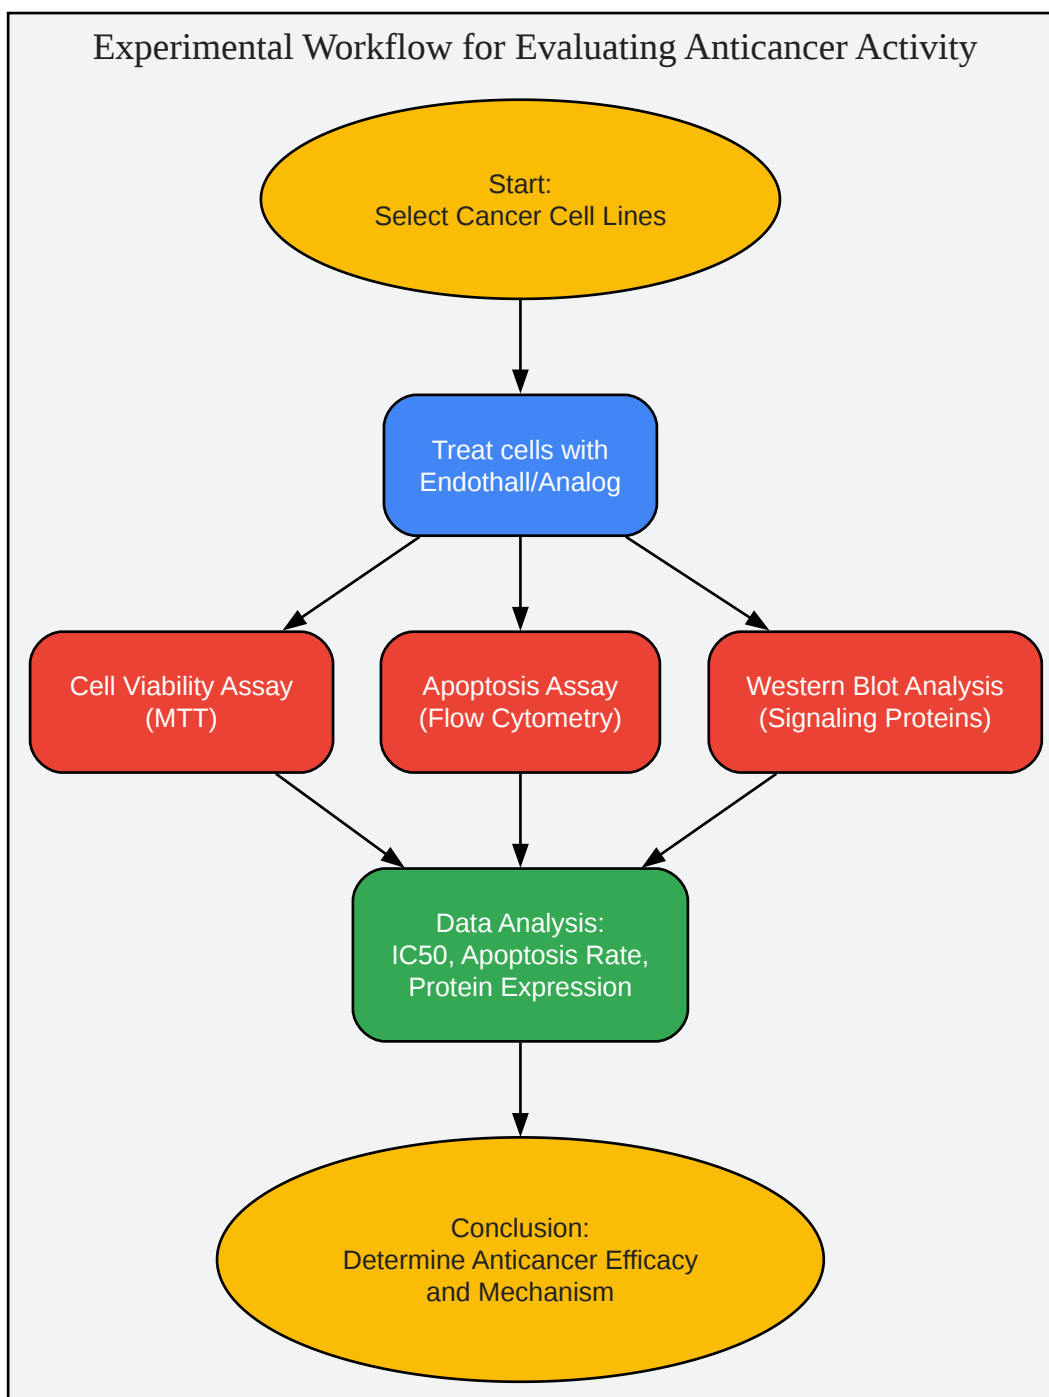 Experimental Workflow for Evaluating Anticancer Activity
Start:
Select Cancer Cell Lines
Treat cells with
Endothall/Analog
Cell Viability Assay
(MTT)
Apoptosis Assay
(Flow Cytometry)
Western Blot Analysis
(Signaling Proteins)
Data Analysis:
IC50, Apoptosis Rate,
Protein Expression
Conclusion:
Determine Anticancer Efficacy
and Mechanism